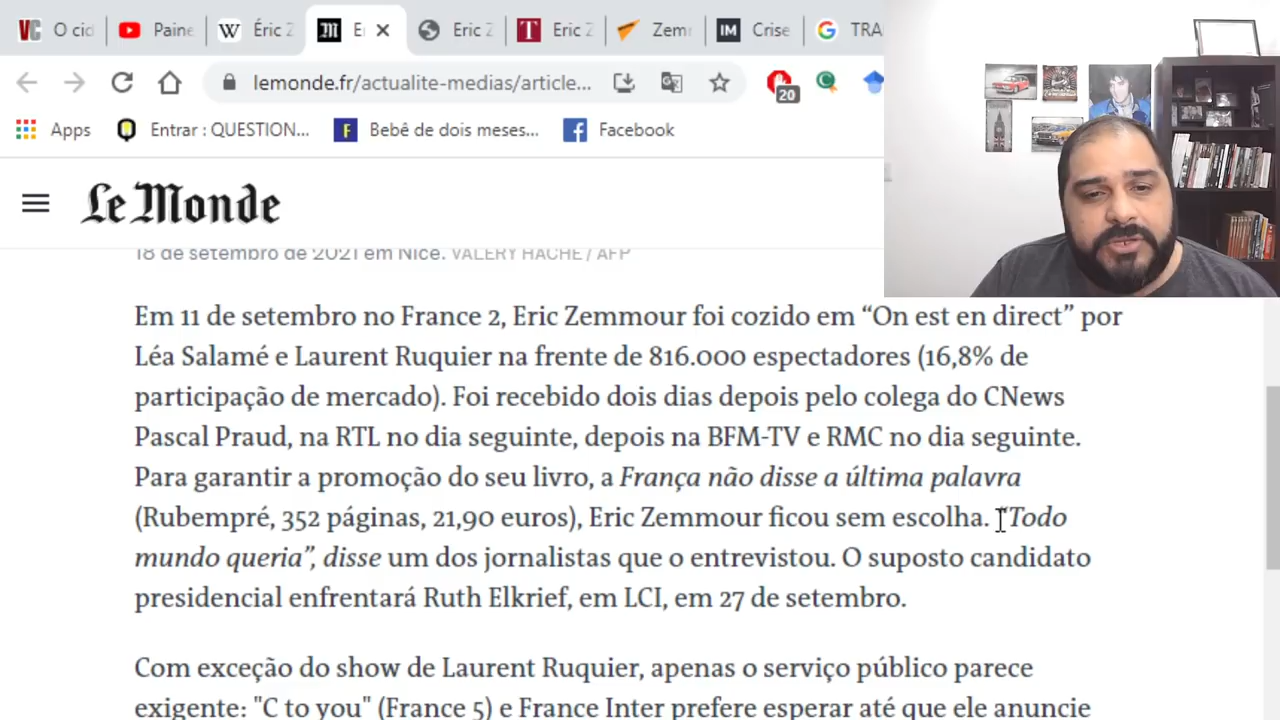 VC O cid
Paine
W Éric Z
M E
Eric Z
T Eric Z
Zemr
IM Crise
G TRA
lemonde.fr/actualite-medias/article...
20
Apps
Entrar : QUESTION...
F Bebê de dois meses...
Facebook
Le Monde
18 de setembro de 2021 em Nice. VALERY HACHE / AFP
Em 11 de setembro no France 2, Eric Zemmour foi cozido em “On est en direct” por
Léa Salamé e Laurent Ruquier na frente de 816.000 espectadores (16,8% de
participação de mercado). Foi recebido dois dias depois pelo colega do CNews
Pascal Praud, na RTL no dia seguinte, depois na BFM-TV e RMC no dia seguinte.
Para garantir a promoção do seu livro, a França não disse a última palavra
(Rubempré, 352 páginas, 21,90 euros), Eric Zemmour ficou sem escolha. “Todo
mundo queria”, disse um dos jornalistas que o entrevistou. O suposto candidato
presidencial enfrentará Ruth Elkrief, em LCI, em 27 de setembro.
Com exceção do show de Laurent Ruquier, apenas o serviço público parece
exigente: "C to you" (France 5) e France Inter prefere esperar até que ele anuncie